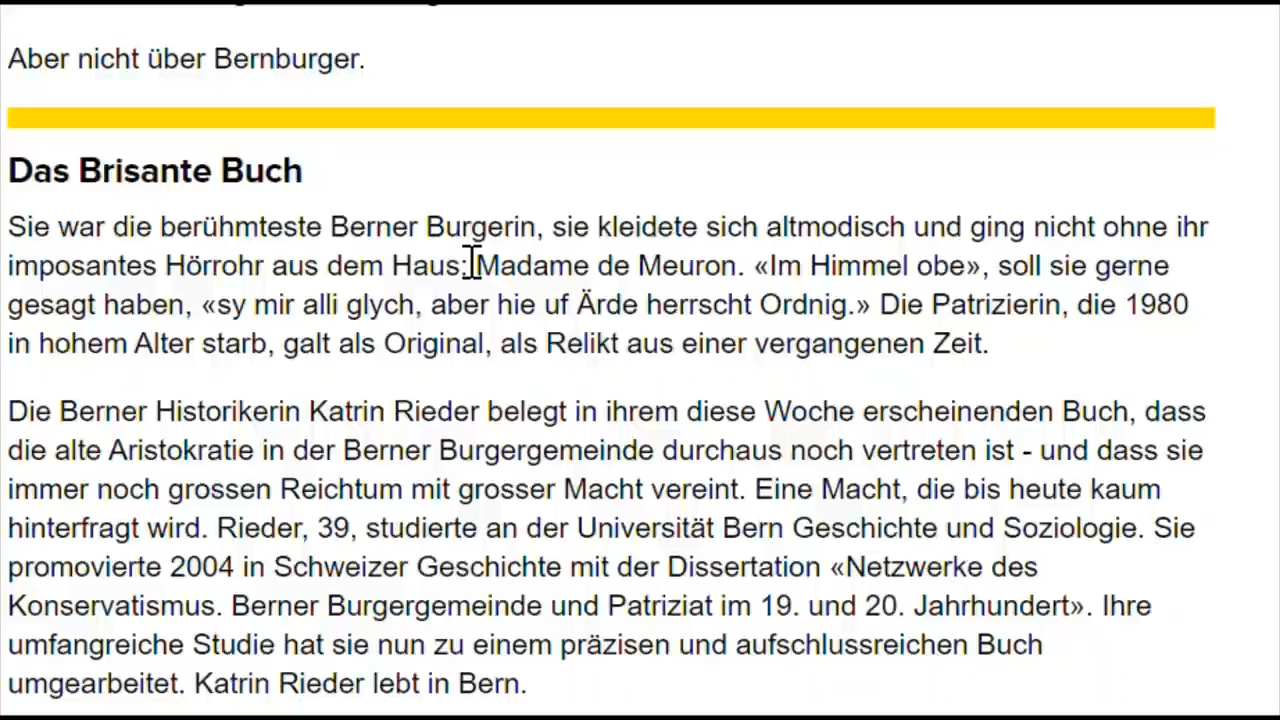 Aber nicht über Bernburger.
Das Brisante Buch
Sie war die berühmteste Berner Burgerin, sie kleidete sich altmodisch und ging nicht ohne ihr
imposantes Hörrohr aus dem Haus: Madame de Meuron. «Im Himmel obe», soll sie gerne
gesagt haben, «sy mir alli glych, aber hie uf Ärde herrscht Ordnig.» Die Patrizierin, die 1980
in hohem Alter starb, galt als Original, als Relikt aus einer vergangenen Zeit.
Die Berner Historikerin Katrin Rieder belegt in ihrem diese Woche erscheinenden Buch, dass
die alte Aristokratie in der Berner Burgergemeinde durchaus noch vertreten ist - und dass sie
immer noch grossen Reichtum mit grosser Macht vereint. Eine Macht, die bis heute kaum
hinterfragt wird. Rieder, 39, studierte an der Universität Bern Geschichte und Soziologie. Sie
promovierte 2004 in Schweizer Geschichte mit der Dissertation «Netzwerke des
Konservatismus. Berner Burgergemeinde und Patriziat im 19. und 20. Jahrhundert». Ihre
umfangreiche Studie hat sie nun zu einem präzisen und aufschlussreichen Buch
umgearbeitet. Katrin Rieder lebt in Bern.